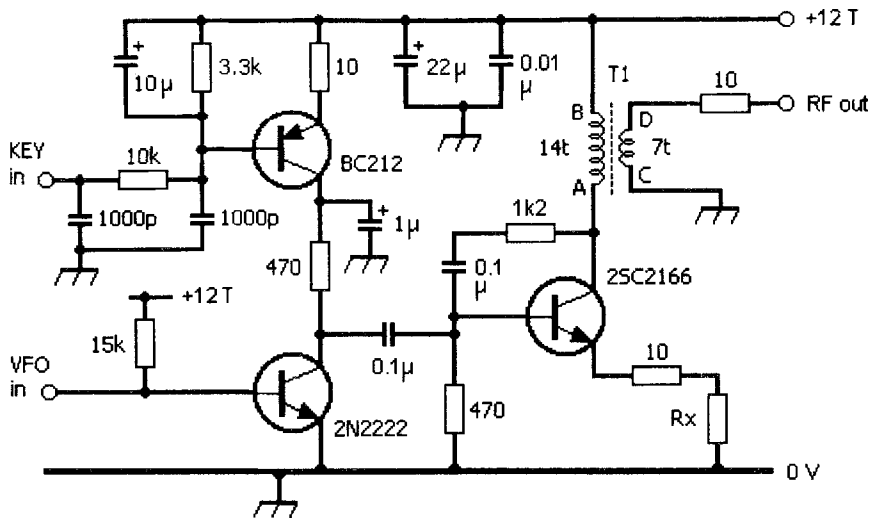 +12 T
10µ
3.3k
10
22µ
0.01
µ
T1
10
RF out
B
D
14t
7t
A
C
KEY
in
10k
BC212
1000p
1000p
1µ
1k2
470
0.1
µ
2SC2166
+12T
15k
0.1µ
VFO
in
2N2222
470
10
Rx
0 V